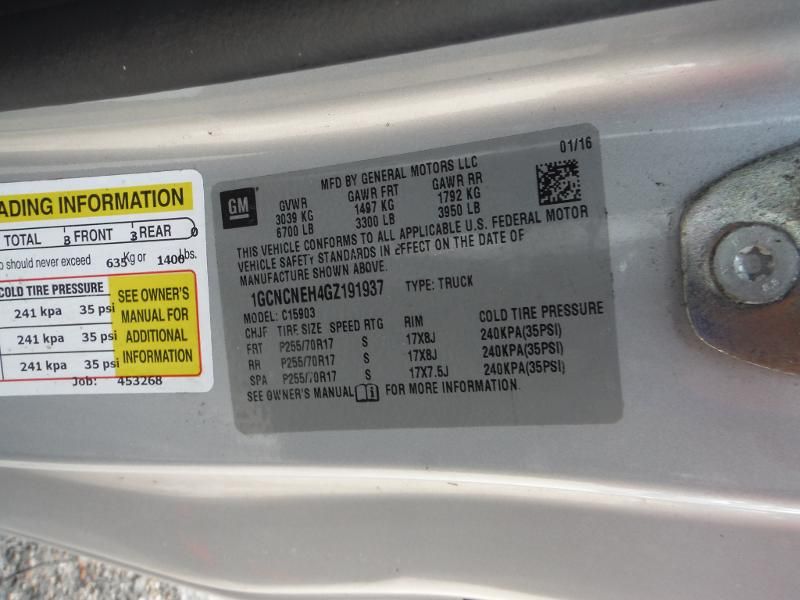 ADING INFORMATION
TOTAL 3 FRONT 3 REAR 0
o should never exceed 635 Kg or 1400 Lbs.
COLD TIRE PRESSURE
241 kpa 35 psi
241 kpa 35 psi
241 kpa 35 psi
SEE OWNER'S
MANUAL FOR
ADDITIONAL
INFORMATION
Job: 453268
GM
MFD BY GENERAL MOTORS LLC
01/16
GVWR GAWR FRT GAWR RR
3039 KG 1497 KG 1792 KG
6700 LB 3300 LB 3950 LB
THIS VEHICLE CONFORMS TO ALL APPLICABLE U.S. FEDERAL MOTOR
VEHICLE SAFETY STANDARDS IN EFFECT ON THE DATE OF
MANUFACTURE SHOWN ABOVE.
1GCNCNEH4GZ191937 TYPE: TRUCK
MODEL: C15903
TIRE SIZE SPEED RTG RIM COLD TIRE PRESSURE
FRT P255/70R17 S 17X8J 240KPA(35PSI)
RR P255/70R17 S 17X8J 240KPA(35PSI)
SPA P255/70R17 S 17X7.5J 240KPA(35PSI)
SEE OWNER'S MANUAL i FOR MORE INFORMATION.